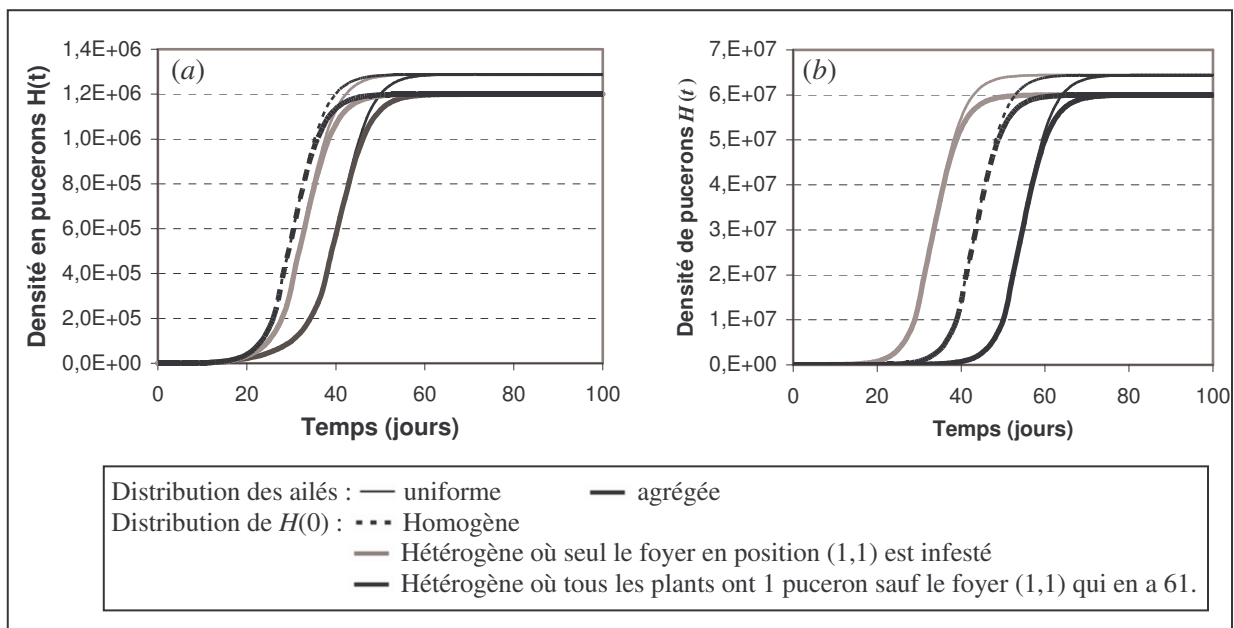 (a)
Densité en pucerons H(t)
1,4E+06
1,2E+06
1,0E+06
8,0E+05
6,0E+05
4,0E+05
2,0E+05
0,0E+00
0 20 40 60 80 100
Temps (jours)
(b)
Densité de pucerons H(t)
7,E+07
6,E+07
5,E+07
4,E+07
3,E+07
2,E+07
1,E+07
0,E+00
0 20 40 60 80 100
Temps (jours)
Distribution des ailés : uniforme agrégée
Distribution de H(0) : Homogène
Hétérogène où seul le foyer en position (1,1) est infesté
Hétérogène où tous les plants ont 1 puceron sauf le foyer (1,1) qui en a 61.